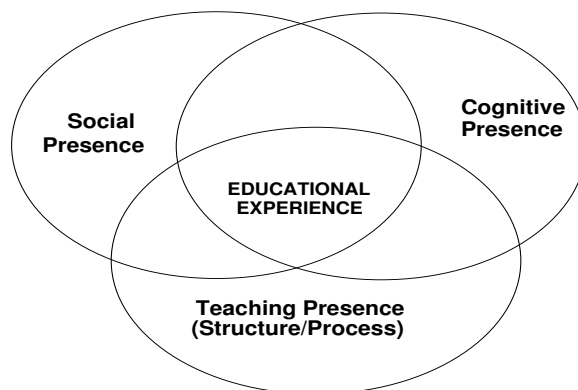 Social
Presence
Cognitive
Presence
EDUCATIONAL
EXPERIENCE
Teaching Presence
(Structure/Process)